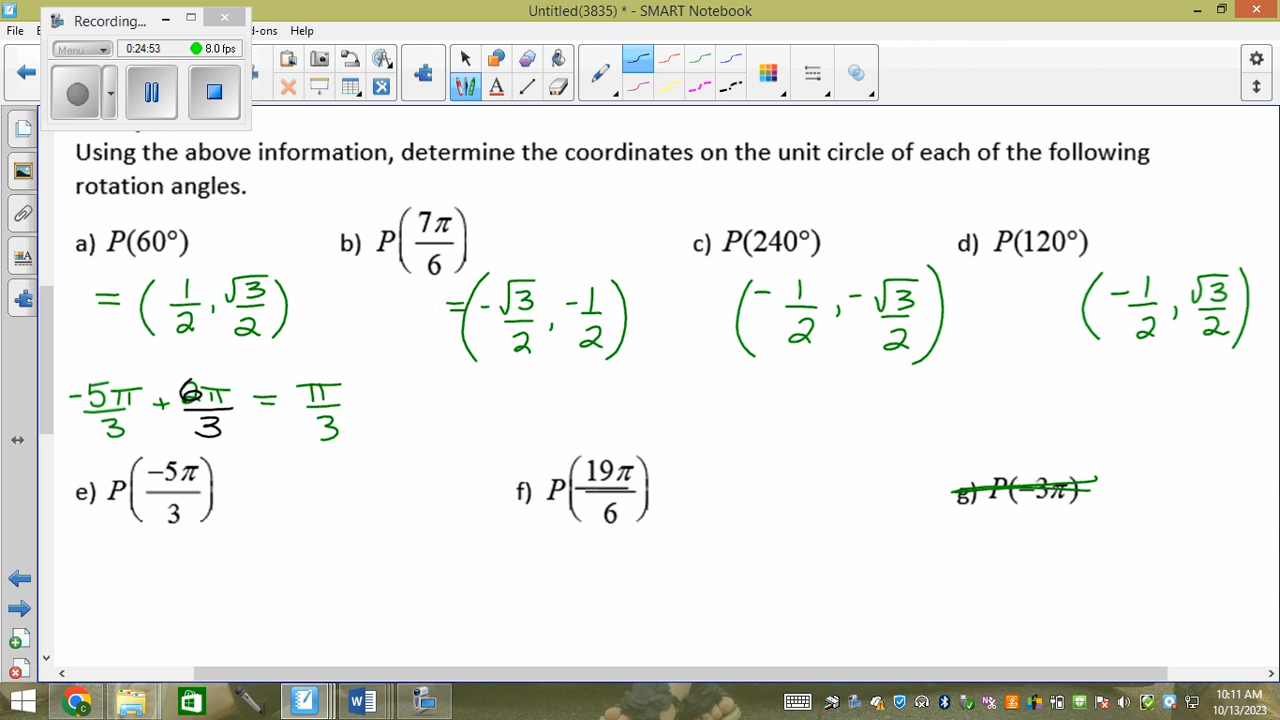 Untitled(3835) * - SMART Notebook
Recording...
File
d-ons
Help
Menu
0:24:53
8.0 fps
Using the above information, determine the coordinates on the unit circle of each of the following
rotation angles.
a) P(60°)
b) P(7π/6)
c) P(240°)
d) P(120°)
= (1/2, √3/2)
=(-√3/2, -1/2)
(-1/2, -√3/2)
(-1/2, √3/2)
-5π/3 + 6π/3 = π/3
e) P(−5π/3)
f) P(19π/6)
g) P(−3π)
10:11 AM
10/13/2023